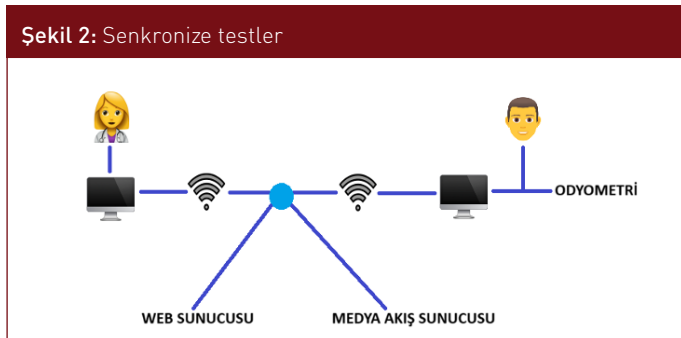 Şekil 2: Senkronize testler
ODYOMETRİ
WEB SUNUCUSU
MEDYA AKIŞ SUNUCUSU